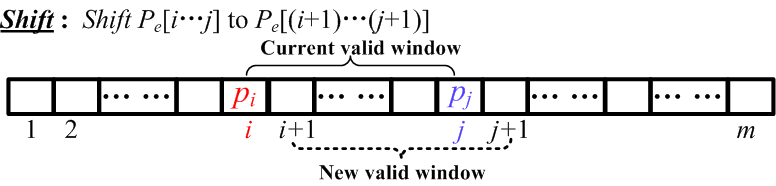 Shift : Shift Pe[i···j] to Pe[(i+1)···(j+1)]
Current valid window
··· ··· pi ··· ··· pj ··· ··· ··· ···
1 2 i i+1 j j+1 m
New valid window